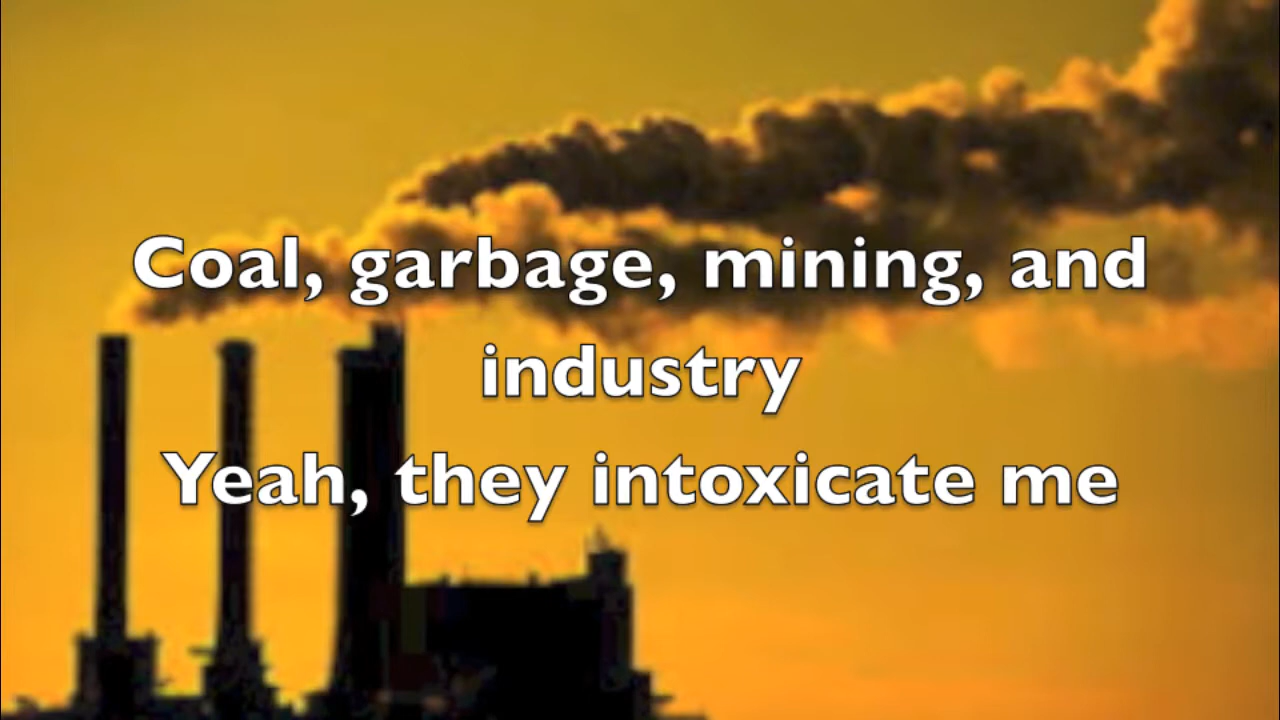 Coal, garbage, mining, and
industry
Yeah, they intoxicate me